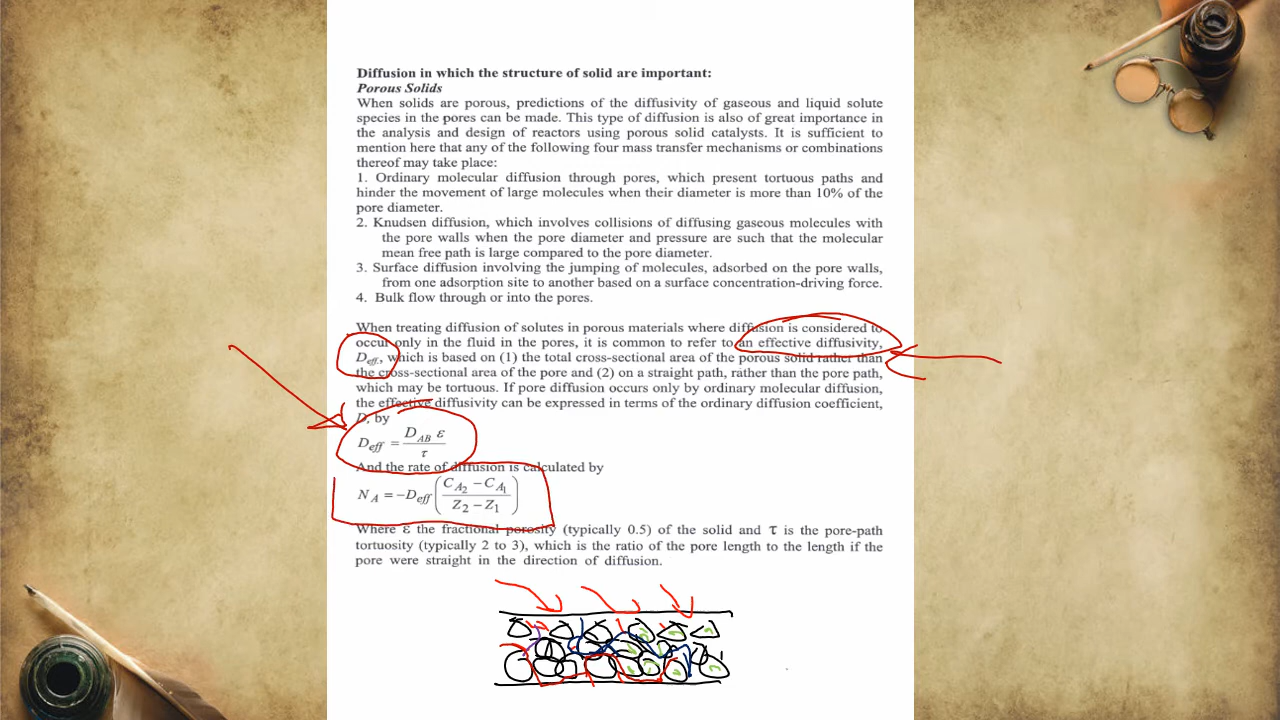 Diffusion in which the structure of solid are important:
Porous Solids
When solids are porous, predictions of the diffusivity of gaseous and liquid solute
species in the pores can be made. This type of diffusion is also of great importance in
the analysis and design of reactors using porous solid catalysts. It is sufficient to
mention here that any of the following four mass transfer mechanisms or combinations
thereof may take place:
1. Ordinary molecular diffusion through pores, which present tortuous paths and
hinder the movement of large molecules when their diameter is more than 10% of the
pore diameter.
2. Knudsen diffusion, which involves collisions of diffusing gaseous molecules with
the pore walls when the pore diameter and pressure are such that the molecular
mean free path is large compared to the pore diameter.
3. Surface diffusion involving the jumping of molecules, adsorbed on the pore walls,
from one adsorption site to another based on a surface concentration-driving force.
4. Bulk flow through or into the pores.
When treating diffusion of solutes in porous materials where diffusion is considered to
occur only in the fluid in the pores, it is common to refer to an effective diffusivity,
D_eff, which is based on (1) the total cross-sectional area of the porous solid rather than
the cross-sectional area of the pore and (2) on a straight path, rather than the pore path,
which may be tortuous. If pore diffusion occurs only by ordinary molecular diffusion,
the effective diffusivity can be expressed in terms of the ordinary diffusion coefficient,
D, by
D_eff = D_AB ε / τ
And the rate of diffusion is calculated by
N_A = −D_eff ( (C_A2 − C_A1) / (Z_2 − Z_1) )
Where ε the fractional porosity (typically 0.5) of the solid and τ is the pore-path
tortuosity (typically 2 to 3), which is the ratio of the pore length to the length if the
pore were straight in the direction of diffusion.